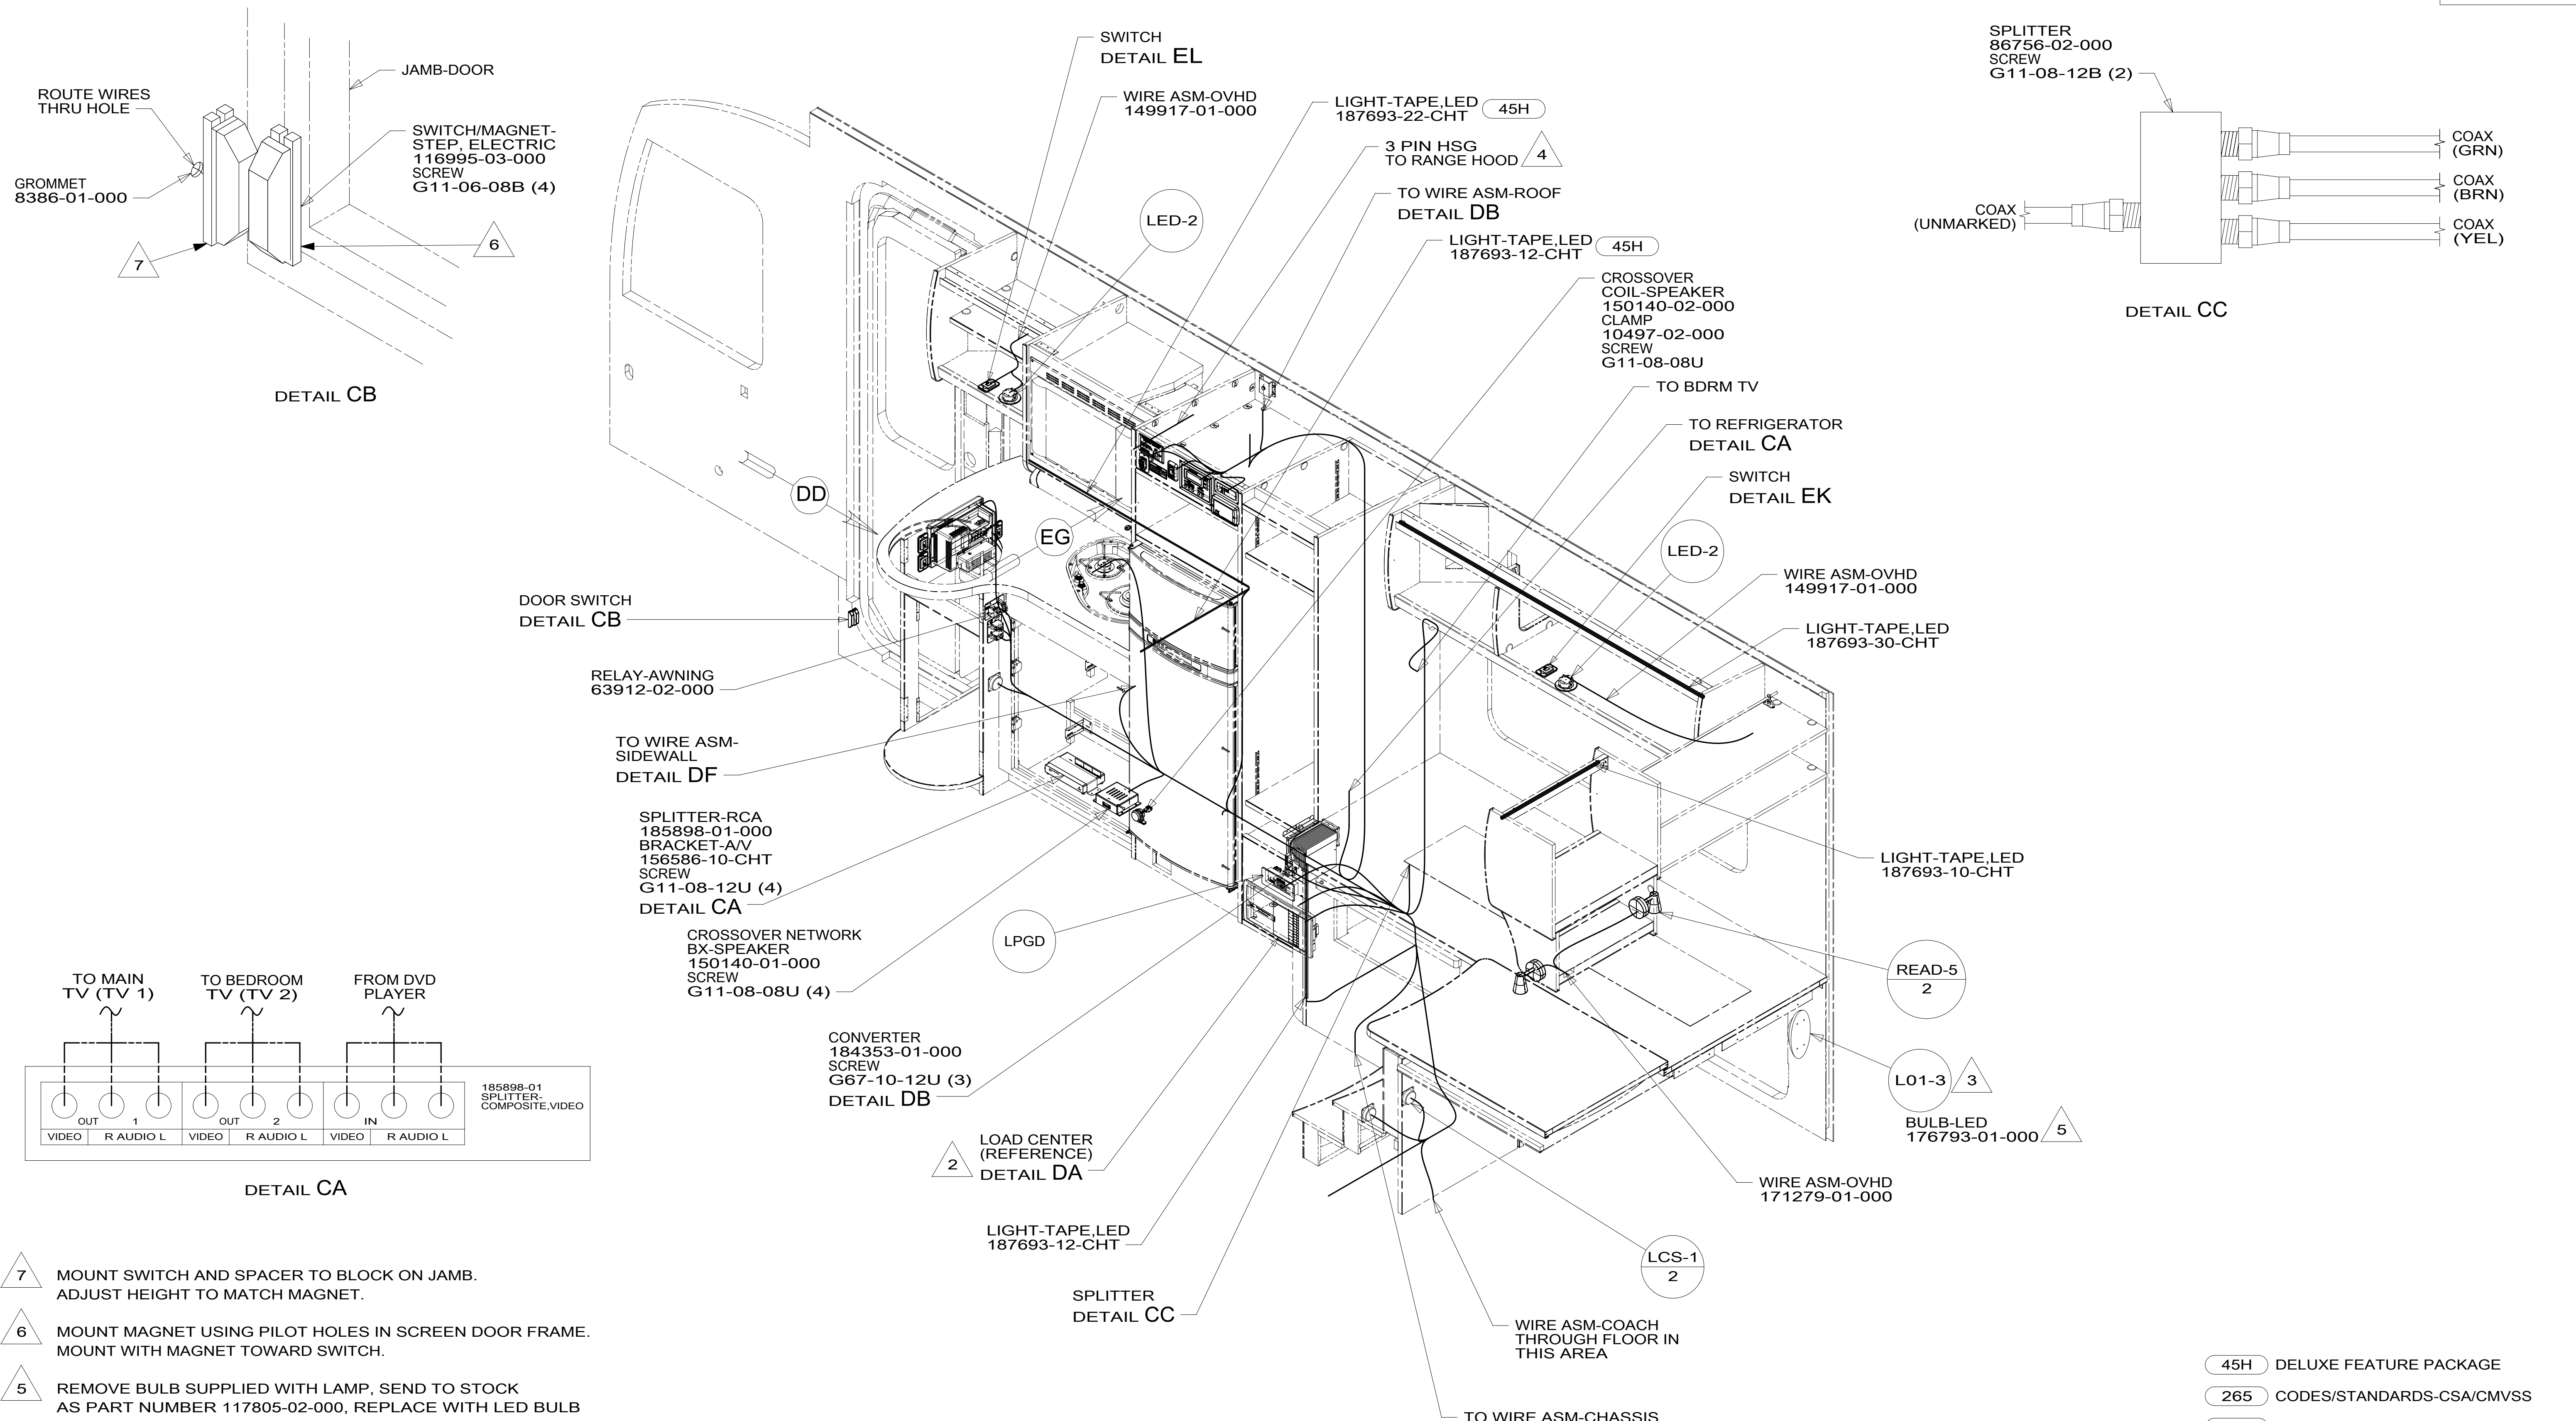 SWITCH
DETAIL EL
WIRE ASM-OVHD
149917-01-000
LIGHT-TAPE,LED
187693-22-CHT
45H
3 PIN HSG
TO RANGE HOOD
4
TO WIRE ASM-ROOF
DETAIL DB
LIGHT-TAPE,LED
187693-12-CHT
45H
CROSSOVER
COIL-SPEAKER
150140-02-000
CLAMP
10497-02-000
SCREW
G11-08-08U
TO BDRM TV
TO REFRIGERATOR
DETAIL CA
SWITCH
DETAIL EK
LED-2
LED-2
WIRE ASM-OVHD
149917-01-000
LIGHT-TAPE,LED
187693-30-CHT
LIGHT-TAPE,LED
187693-10-CHT
READ-5
2
L01-3
3
BULB-LED
176793-01-000
5
WIRE ASM-OVHD
171279-01-000
LCS-1
2
WIRE ASM-COACH
THROUGH FLOOR IN
THIS AREA
TO WIRE ASM-CHASSIS
JAMB-DOOR
ROUTE WIRES
THRU HOLE
SWITCH/MAGNET-
STEP, ELECTRIC
116995-03-000
SCREW
G11-06-08B (4)
GROMMET
8386-01-000
7
6
DETAIL CB
SPLITTER
86756-02-000
SCREW
G11-08-12B (2)
COAX
(GRN)
COAX
(BRN)
COAX
(YEL)
COAX
(UNMARKED)
DETAIL CC
DD
EG
DOOR SWITCH
DETAIL CB
RELAY-AWNING
63912-02-000
TO WIRE ASM-
SIDEWALL
DETAIL DF
SPLITTER-RCA
185898-01-000
BRACKET-A/V
156586-10-CHT
SCREW
G11-08-12U (4)
DETAIL CA
CROSSOVER NETWORK
BX-SPEAKER
150140-01-000
SCREW
G11-08-08U (4)
LPGD
CONVERTER
184353-01-000
SCREW
G67-10-12U (3)
DETAIL DB
2
LOAD CENTER
(REFERENCE)
DETAIL DA
LIGHT-TAPE,LED
187693-12-CHT
SPLITTER
DETAIL CC
TO MAIN
TV (TV 1)
TO BEDROOM
TV (TV 2)
FROM DVD
PLAYER
185898-01
SPLITTER-
COMPOSITE,VIDEO
OUT 1
OUT 2
IN
VIDEO R AUDIO L VIDEO R AUDIO L VIDEO R AUDIO L
DETAIL CA
7 MOUNT SWITCH AND SPACER TO BLOCK ON JAMB.
ADJUST HEIGHT TO MATCH MAGNET.
6 MOUNT MAGNET USING PILOT HOLES IN SCREEN DOOR FRAME.
MOUNT WITH MAGNET TOWARD SWITCH.
5 REMOVE BULB SUPPLIED WITH LAMP, SEND TO STOCK
AS PART NUMBER 117805-02-000, REPLACE WITH LED BULB
45H DELUXE FEATURE PACKAGE
265 CODES/STANDARDS-CSA/CMVSS